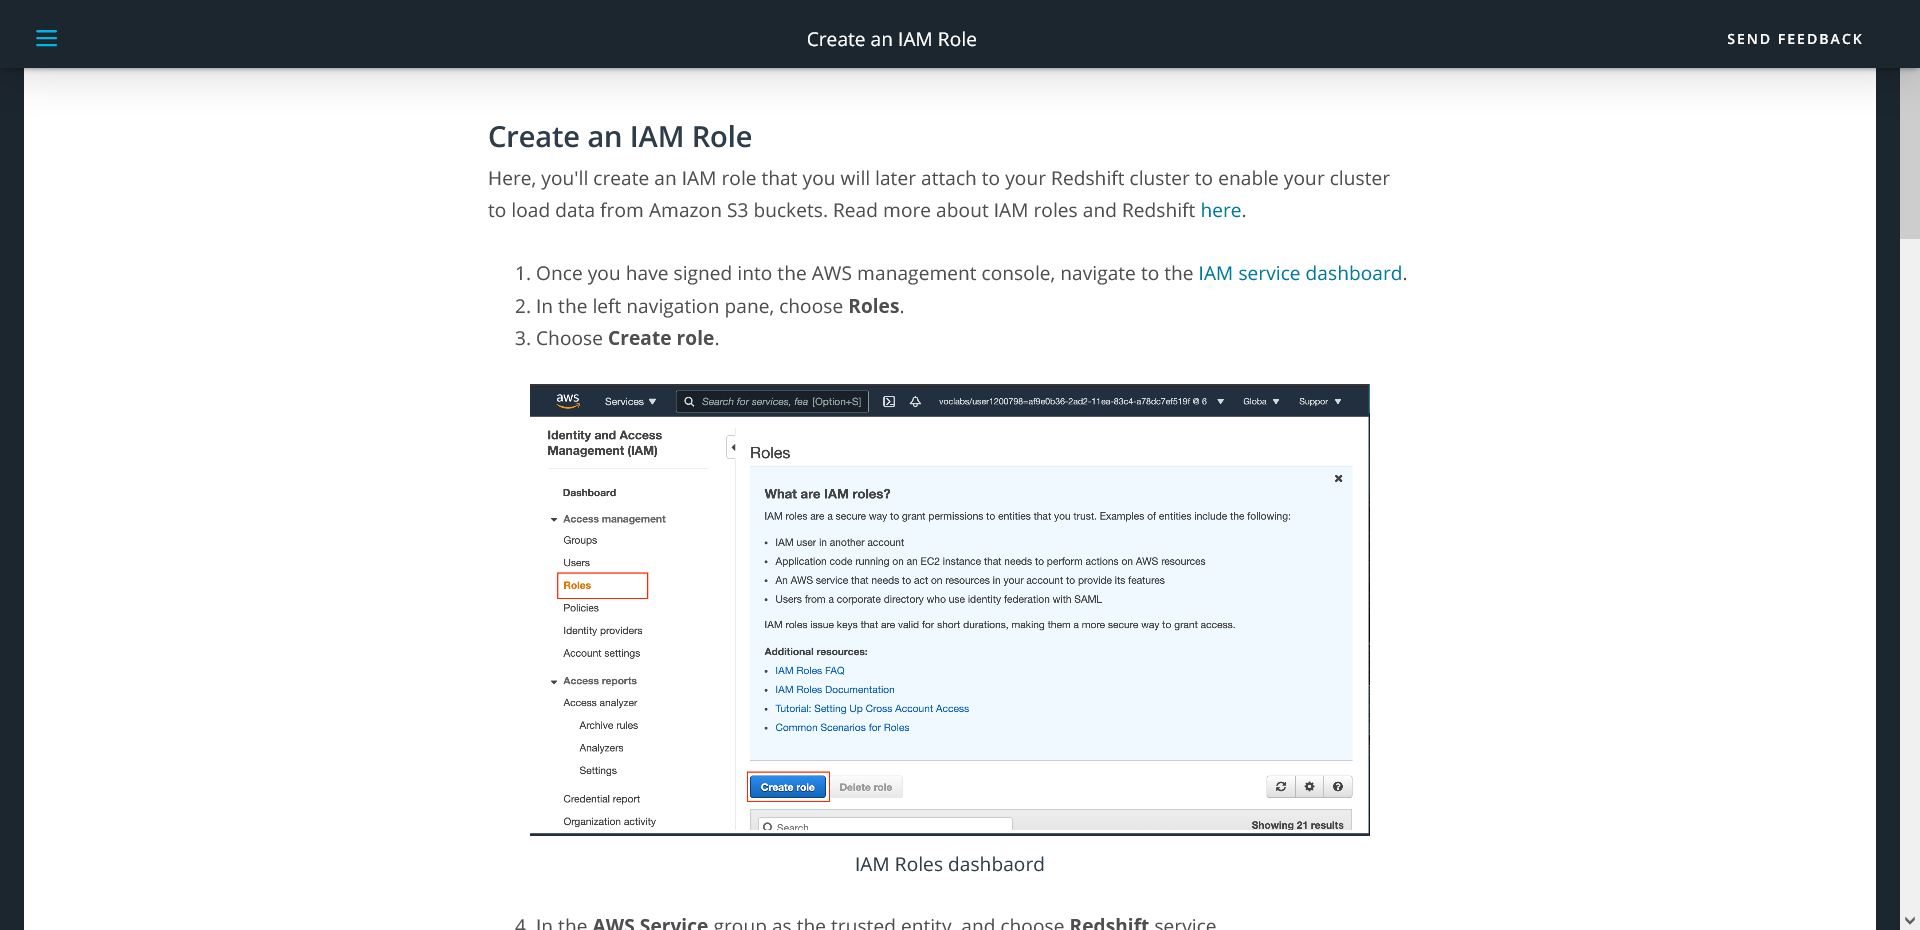 Create an IAM Role
SEND FEEDBACK
Create an IAM Role
Here, you'll create an IAM role that you will later attach to your Redshift cluster to enable your cluster
to load data from Amazon S3 buckets. Read more about IAM roles and Redshift here.
1. Once you have signed into the AWS management console, navigate to the IAM service dashboard.
2. In the left navigation pane, choose Roles.
3. Choose Create role.
aws
Services
Search for services, fea [Option+S]
voclabs/user1200798=af9e0b36-2ad2-11ea-83c4-a78dc7ef519f @ 6
Globa
Suppor
Identity and Access
Management (IAM)
Dashboard
Access management
Groups
Users
Roles
Policies
Identity providers
Account settings
Access reports
Access analyzer
Archive rules
Analyzers
Settings
Credential report
Organization activity
Roles
What are IAM roles?
IAM roles are a secure way to grant permissions to entities that you trust. Examples of entities include the following:
• IAM user in another account
• Application code running on an EC2 instance that needs to perform actions on AWS resources
• An AWS service that needs to act on resources in your account to provide its features
• Users from a corporate directory who use identity federation with SAML
IAM roles issue keys that are valid for short durations, making them a more secure way to grant access.
Additional resources:
• IAM Roles FAQ
• IAM Roles Documentation
• Tutorial: Setting Up Cross Account Access
• Common Scenarios for Roles
Create role
Delete role
Search
Showing 21 results
IAM Roles dashbaord
4. In the AWS Service group as the trusted entity, and choose Redshift service